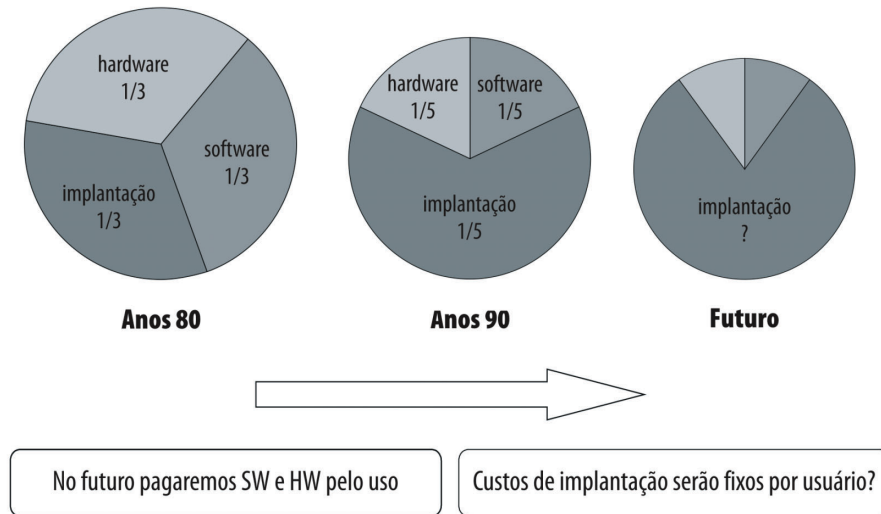 hardware
1/3
software
1/3
implantação
1/3
Anos 80
hardware
1/5
software
1/5
implantação
1/5
Anos 90
implantação
?
Futuro
No futuro pagaremos SW e HW pelo uso
Custos de implantação serão fixos por usuário?